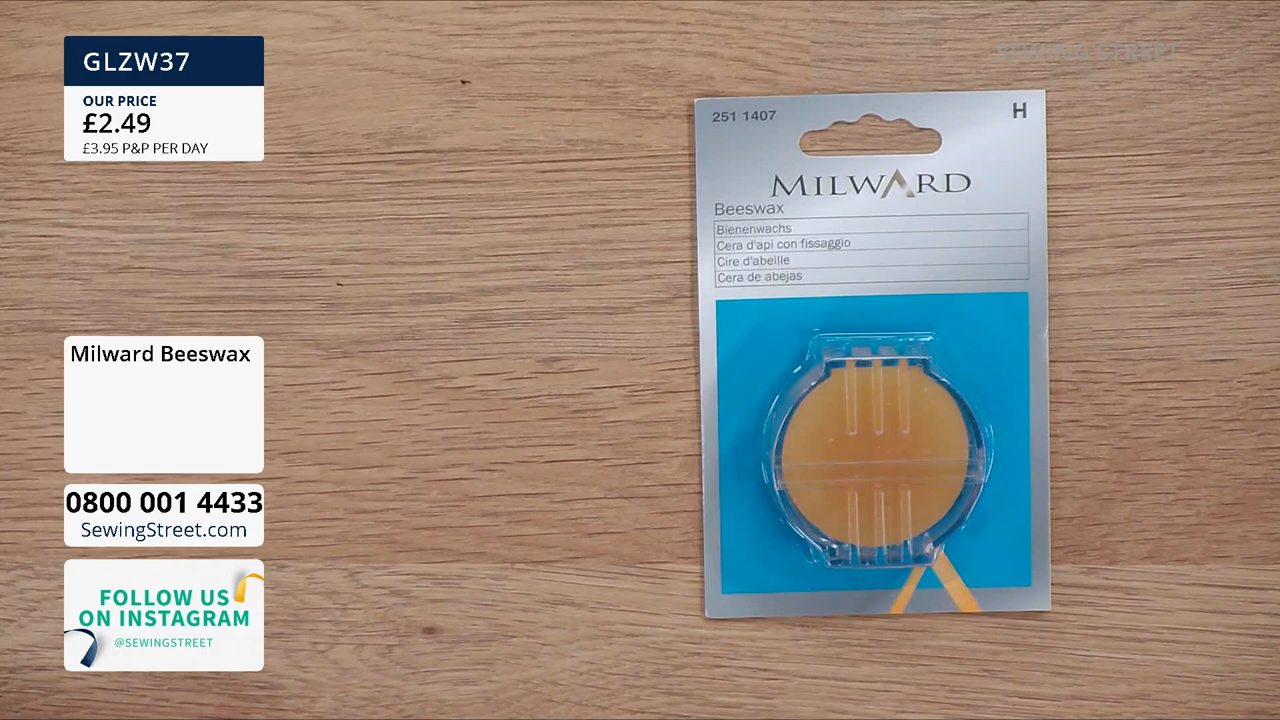 GLZW37
OUR PRICE
£2.49
£3.95 P&P PER DAY
Milward Beeswax
0800 001 4433
SewingStreet.com
FOLLOW US
ON INSTAGRAM
@SEWINGSTREET
SEWING STREET
251 1407
H
MILWARD
Beeswax
Bienenwachs
Cera d'api con fissaggio
Cire d'abeille
Cera de abejas